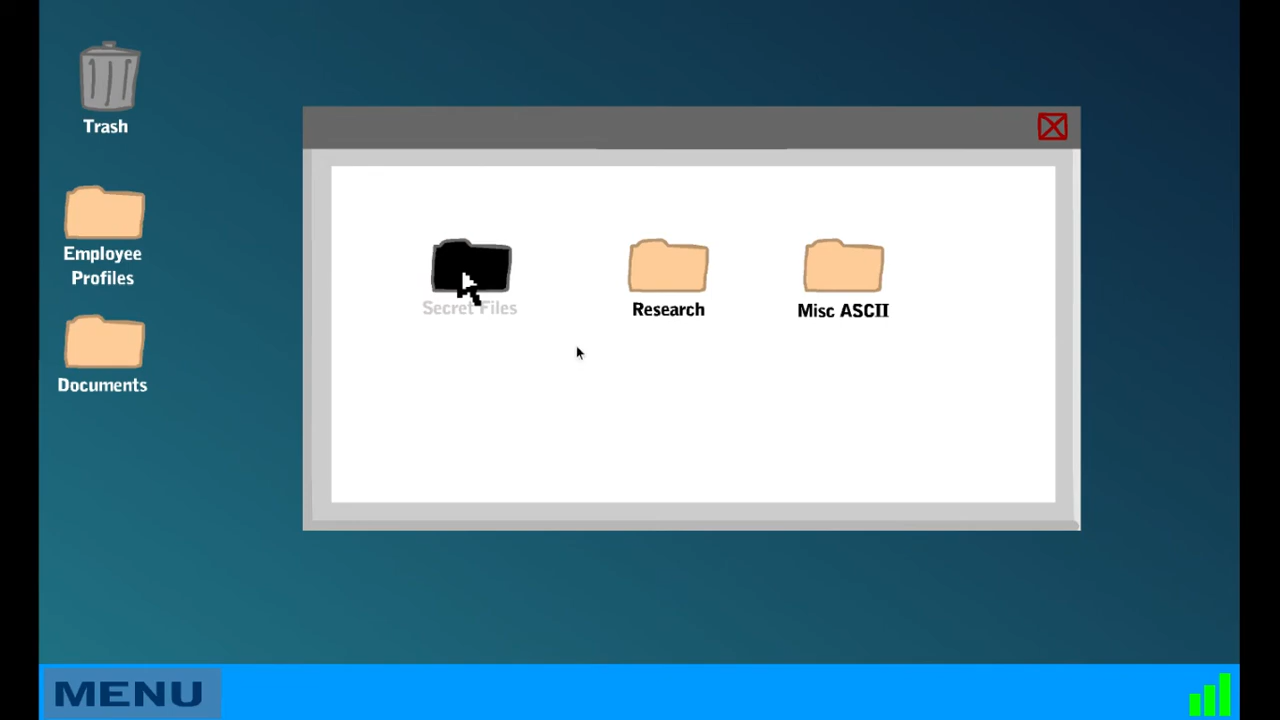 Trash
Employee
Profiles
Documents
Secret Files
Research
Misc ASCII
MENU